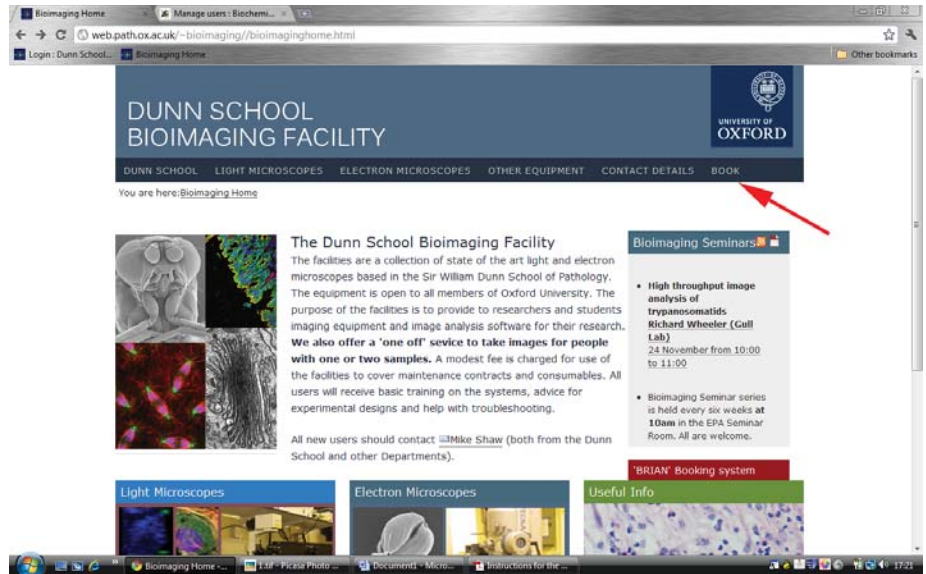 Bioimaging Home
Manage users : Biochemi...
web.path.ox.ac.uk/~bioimaging//bioimaginghome.html
Login : Dunn School...
Bioimaging Home
Other bookmarks
DUNN SCHOOL
BIOIMAGING FACILITY
UNIVERSITY OF
OXFORD
DUNN SCHOOL LIGHT MICROSCOPES ELECTRON MICROSCOPES OTHER EQUIPMENT CONTACT DETAILS BOOK
You are here:Bioimaging Home
The Dunn School Bioimaging Facility
The facilities are a collection of state of the art light and electron
microscopes based in the Sir William Dunn School of Pathology.
The equipment is open to all members of Oxford University. The
purpose of the facilities is to provide to researchers and students
imaging equipment and image analysis software for their research.
We also offer a 'one off' sevice to take images for people
with one or two samples. A modest fee is charged for use of
the facilities to cover maintenance contracts and consumables. All
users will receive basic training on the systems, advice for
experimental designs and help with troubleshooting.
All new users should contact Mike Shaw (both from the Dunn
School and other Departments).
Bioimaging Seminars
• High throughput image
analysis of
trypanosomatids
Richard Wheeler (Gull
Lab)
24 November from 10:00
to 11:00
• Bioimaging Seminar series
is held every six weeks at
10am in the EPA Seminar
Room. All are welcome.
'BRIAN' Booking system
Light Microscopes
Electron Microscopes
Useful Info
Bioimaging Home -...
1.tif - Picasa Photo ...
Document1 - Micro...
Instructions for the ...
17:21